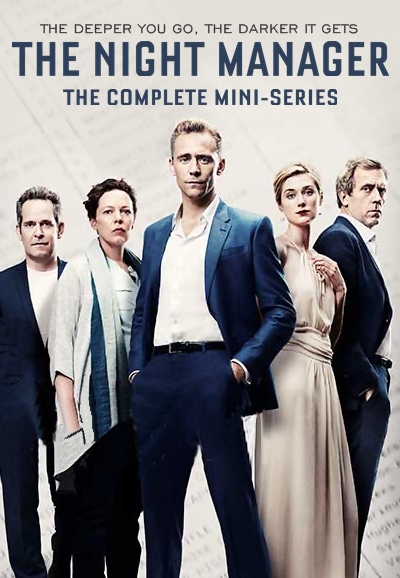 THE DEEPER YOU GO, THE DARKER IT GETS
THE NIGHT MANAGER
THE COMPLETE MINI-SERIES